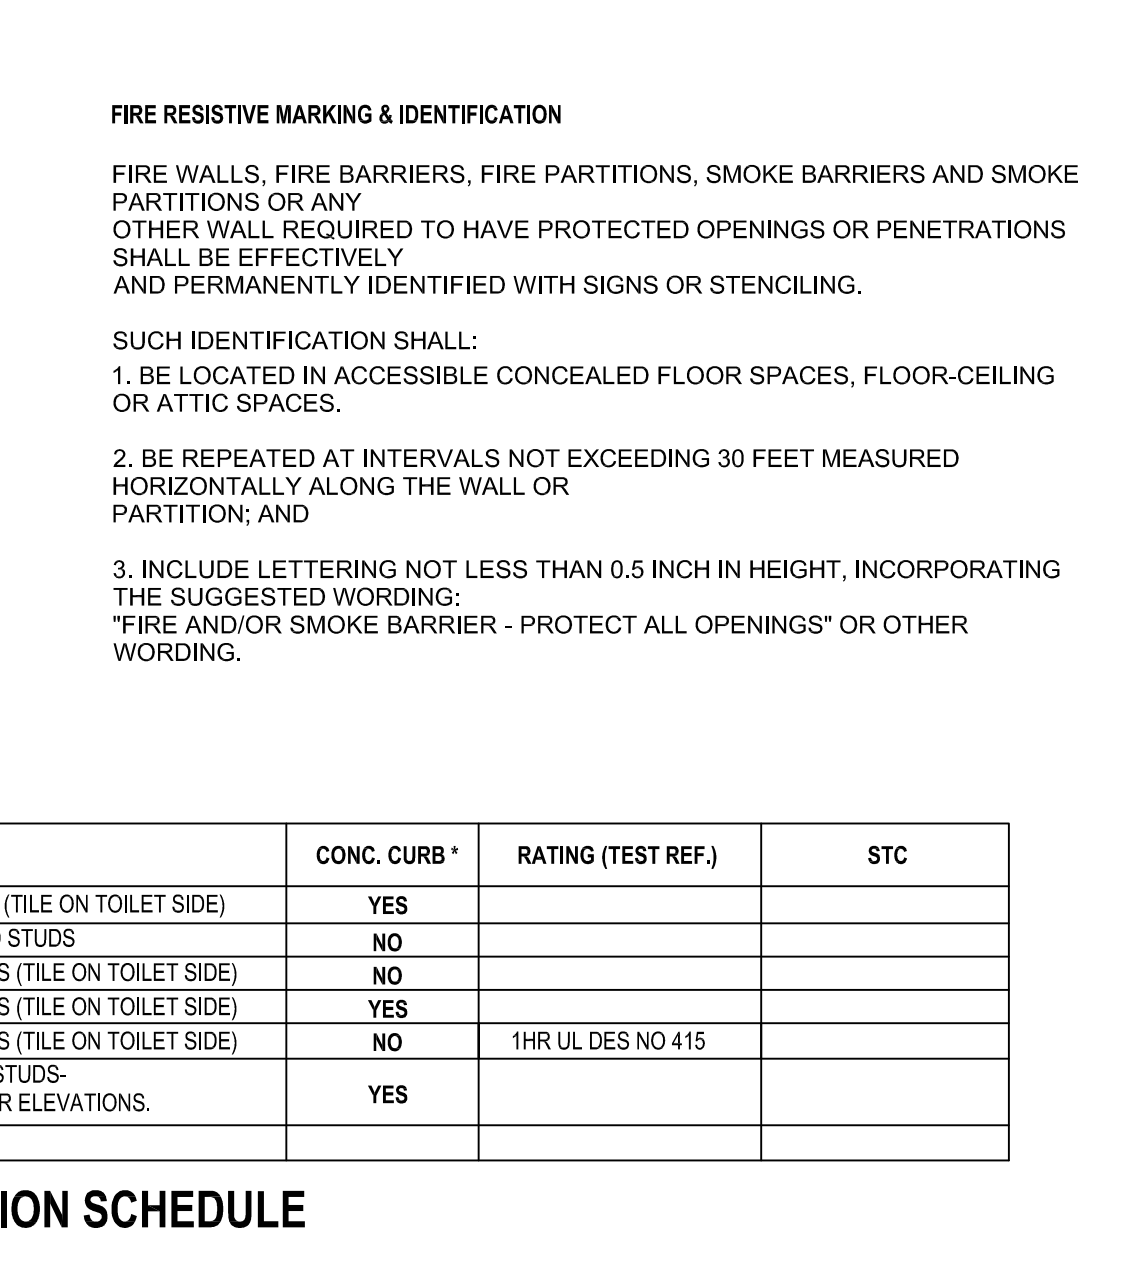 FIRE RESISTIVE MARKING & IDENTIFICATION
FIRE WALLS, FIRE BARRIERS, FIRE PARTITIONS, SMOKE BARRIERS AND SMOKE
PARTITIONS OR ANY
OTHER WALL REQUIRED TO HAVE PROTECTED OPENINGS OR PENETRATIONS
SHALL BE EFFECTIVELY
AND PERMANENTLY IDENTIFIED WITH SIGNS OR STENCILING.
SUCH IDENTIFICATION SHALL:
1. BE LOCATED IN ACCESSIBLE CONCEALED FLOOR SPACES, FLOOR-CEILING
OR ATTIC SPACES.
2. BE REPEATED AT INTERVALS NOT EXCEEDING 30 FEET MEASURED
HORIZONTALLY ALONG THE WALL OR
PARTITION; AND
3. INCLUDE LETTERING NOT LESS THAN 0.5 INCH IN HEIGHT, INCORPORATING
THE SUGGESTED WORDING:
"FIRE AND/OR SMOKE BARRIER - PROTECT ALL OPENINGS" OR OTHER
WORDING.
CONC. CURB * RATING (TEST REF.) STC
(TILE ON TOILET SIDE) YES
STUDS NO
S (TILE ON TOILET SIDE) NO
S (TILE ON TOILET SIDE) YES
S (TILE ON TOILET SIDE) NO 1HR UL DES NO 415
STUDS-
R ELEVATIONS. YES
ION SCHEDULE